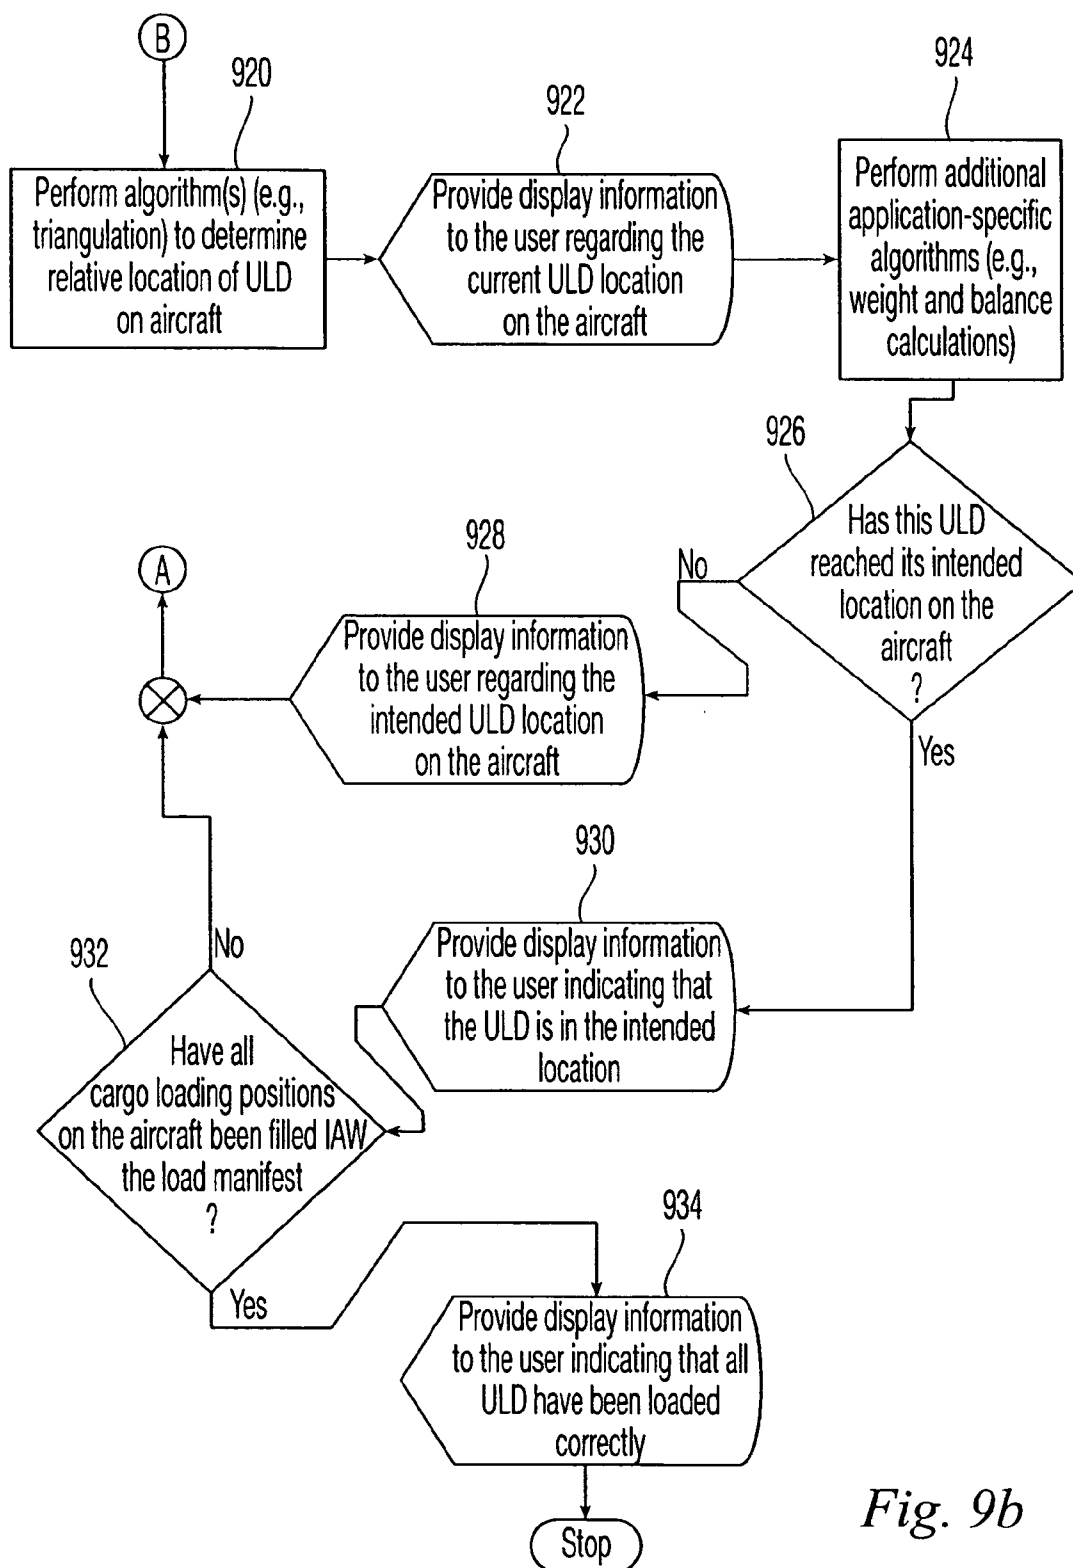 B
920
Perform algorithm(s) (e.g.,
triangulation) to determine
relative location of ULD
on aircraft
922
Provide display information
to the user regarding the
current ULD location
on the aircraft
924
Perform additional
application-specific
algorithms (e.g.,
weight and balance
calculations)
926
Has this ULD
reached its intended
location on the
aircraft
?
No
Yes
928
Provide display information
to the user regarding the
intended ULD location
on the aircraft
A
930
Provide display information
to the user indicating that
the ULD is in the intended
location
932
Have all
cargo loading positions
on the aircraft been filled IAW
the load manifest
?
No
Yes
934
Provide display information
to the user indicating that all
ULD have been loaded
correctly
Stop
Fig. 9b